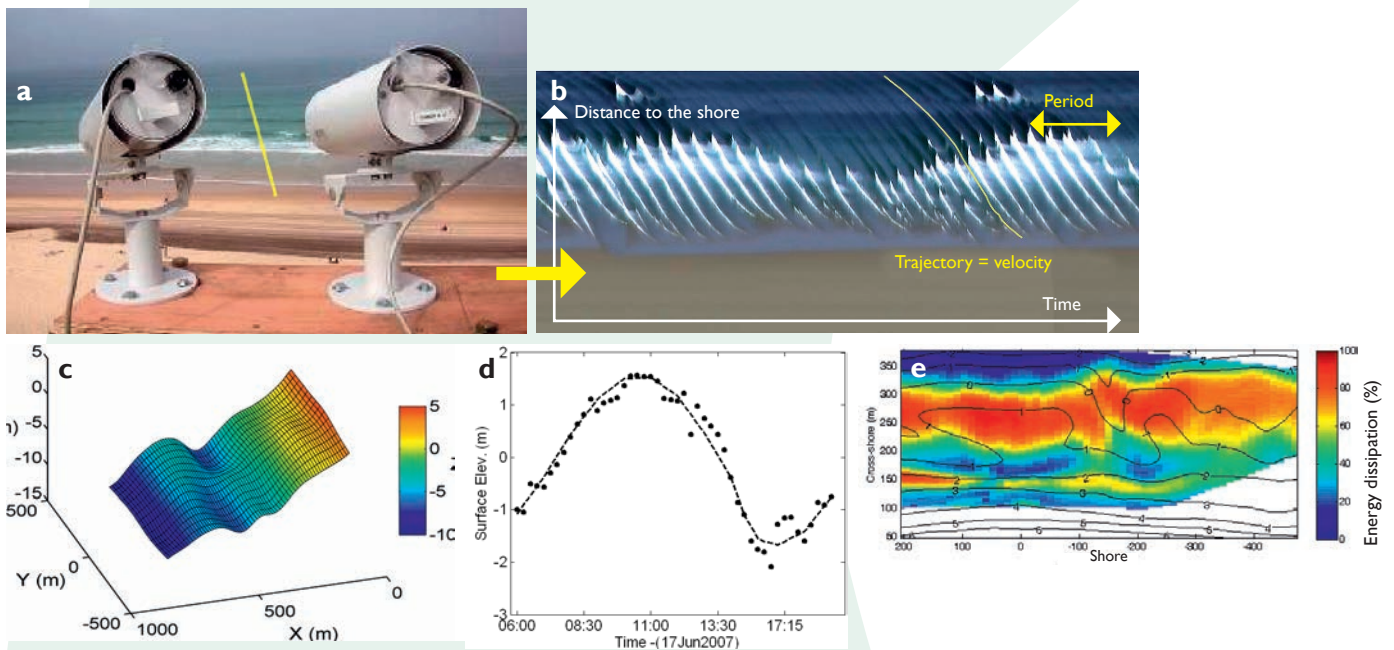 a
b
Distance to the shore
Period
Trajectory = velocity
Time
c
5
0
-5
-10
-15
500
0
-500
Y (m)
1000
500
0
X (m)
5
0
-5
-10
d
2
1
0
-1
-2
-3
Surface Elev. (m)
06:00 08:30 11:00 13:30 17:15
Time -(17Jun2007)
e
350
300
250
200
150
100
50
Cross-shore (m)
200 100 0 -100 -200 -300 -400
Shore
100
80
60
40
20
0
Energy dissipation (%)